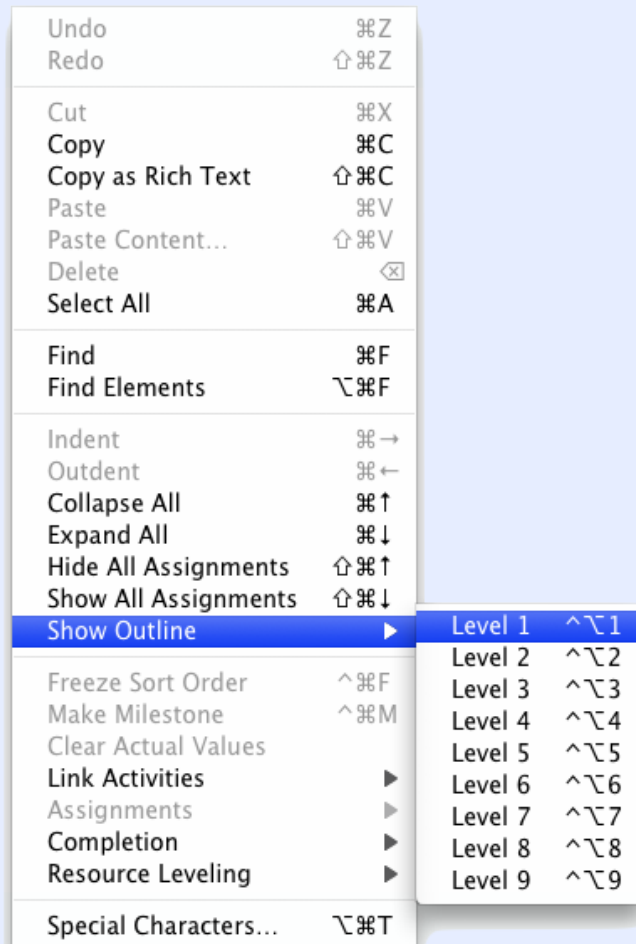 Undo ⌘Z
Redo ⇧⌘Z
Cut ⌘X
Copy ⌘C
Copy as Rich Text ⇧⌘C
Paste ⌘V
Paste Content... ⇧⌘V
Delete ⌫
Select All ⌘A
Find ⌘F
Find Elements ⌥⌘F
Indent ⌘→
Outdent ⌘←
Collapse All ⌘↑
Expand All ⌘↓
Hide All Assignments ⇧⌘↑
Show All Assignments ⇧⌘↓
Show Outline ▶
Level 1 ^⌥1
Level 2 ^⌥2
Level 3 ^⌥3
Level 4 ^⌥4
Level 5 ^⌥5
Level 6 ^⌥6
Level 7 ^⌥7
Level 8 ^⌥8
Level 9 ^⌥9
Freeze Sort Order ^⌘F
Make Milestone ^⌘M
Clear Actual Values
Link Activities ▶
Assignments ▶
Completion ▶
Resource Leveling ▶
Special Characters... ⌥⌘T